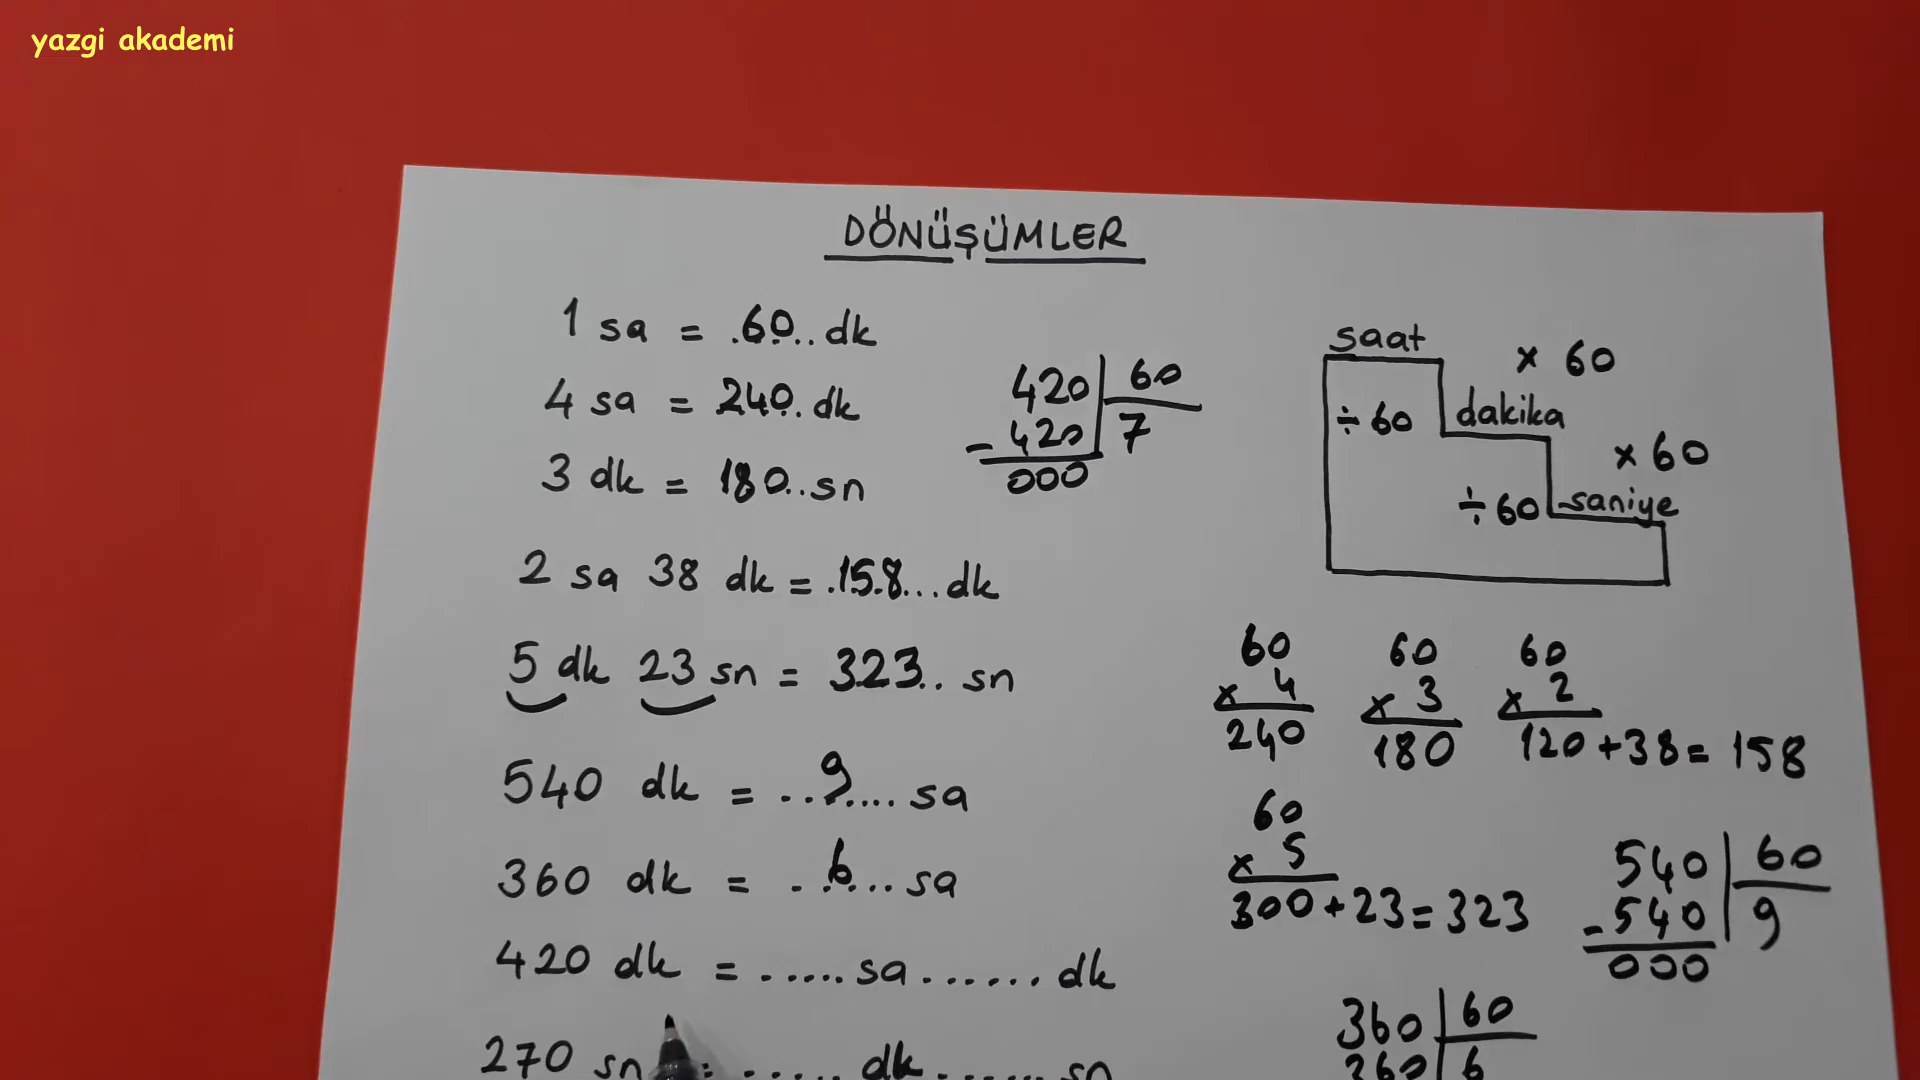 yazgi akademi
DÖNÜŞÜMLER
1 sa = .60...dk
4 sa = 240..dk
3 dk = 180..sn
2 sa 38 dk = .158...dk
5 dk 23 sn = 323.. sn
540 dk = ..9....sa
360 dk = ..6...sa
420 dk = .....sa.......dk
270 sn = ..... dk.......sn
420 60
- 420 7
000
saat × 60
÷ 60 dakika × 60
÷ 60 saniye
60
× 4
240
60
× 3
180
60
× 2
120 + 38 = 158
60
× 5
300 + 23 = 323
540 60
- 540 9
000
360 60
360 6